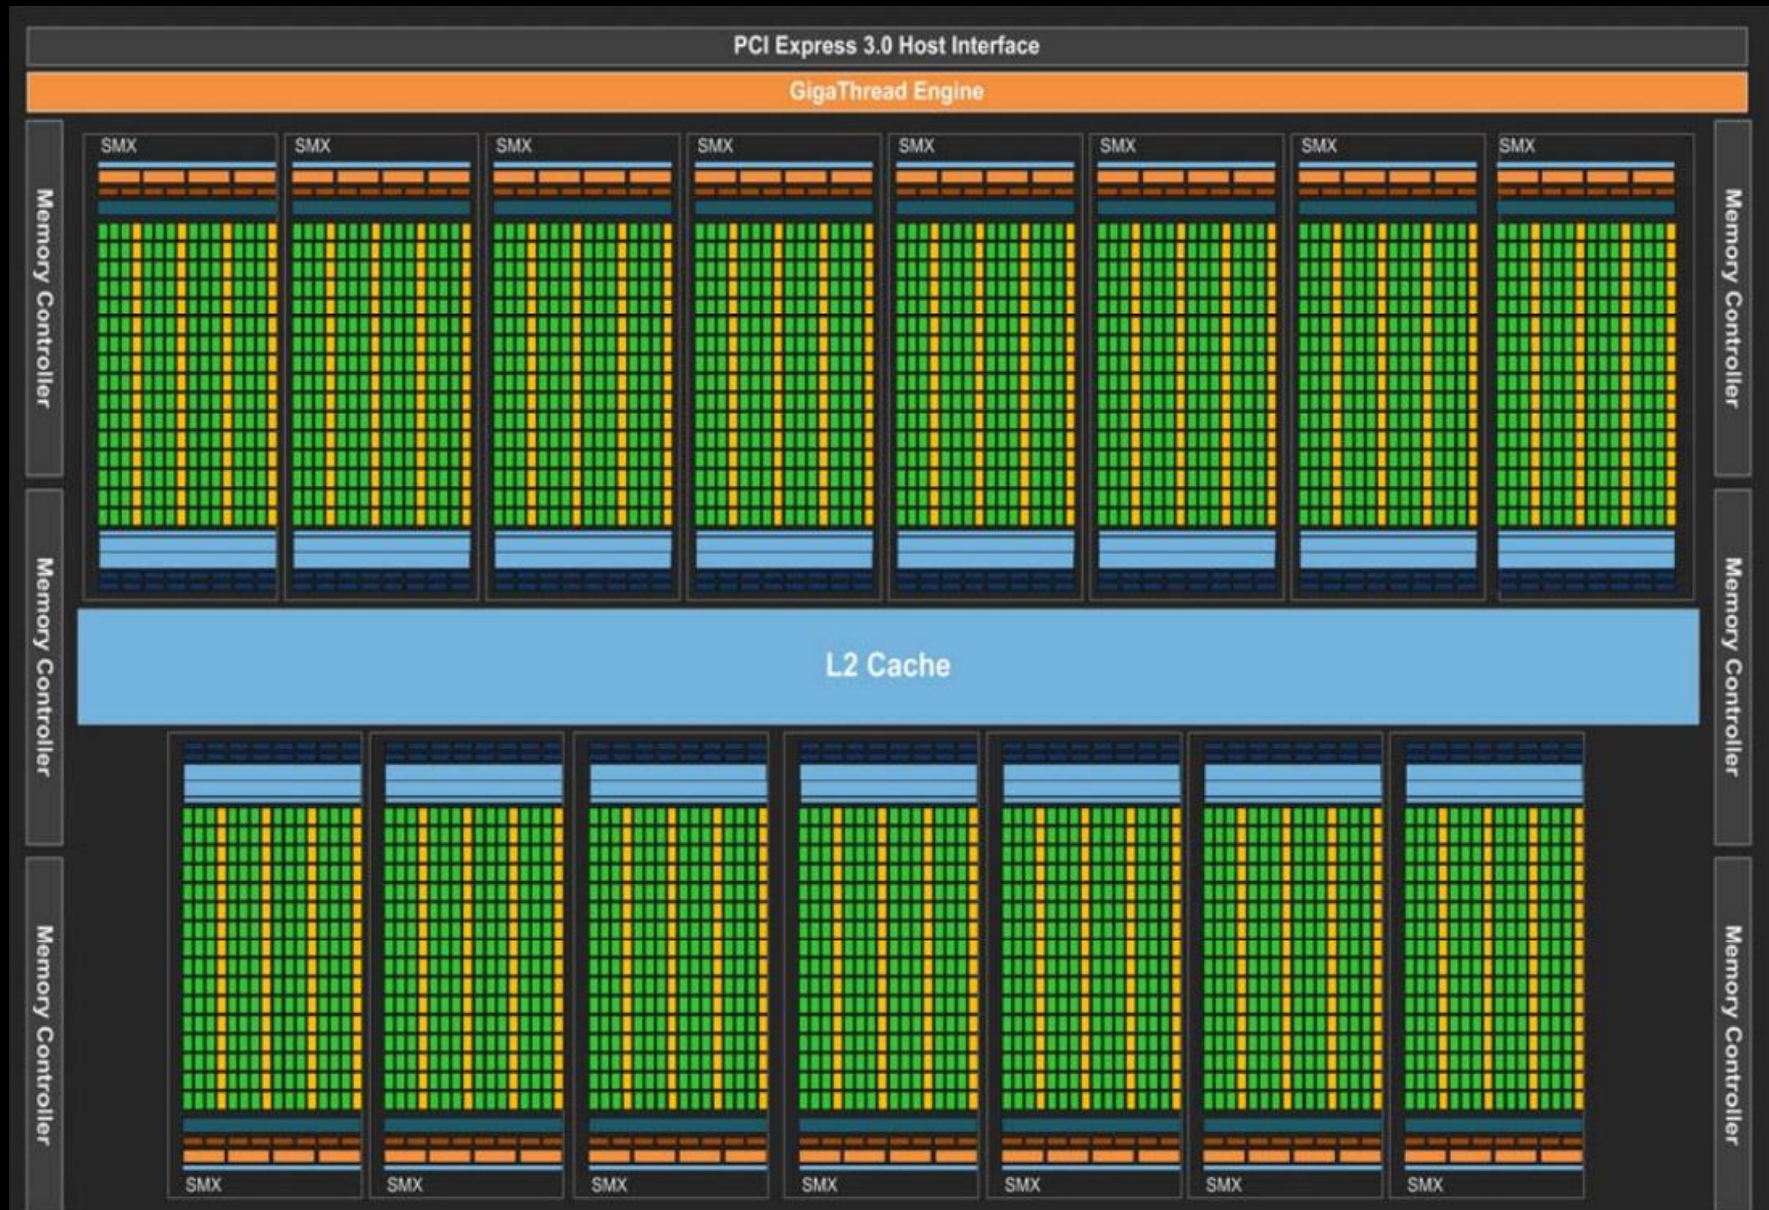 PCI Express 3.0 Host Interface
GigaThread Engine
SMX
SMX
SMX
SMX
SMX
SMX
SMX
SMX
Memory Controller
Memory Controller
Memory Controller
Memory Controller
L2 Cache
Memory Controller
Memory Controller
SMX
SMX
SMX
SMX
SMX
SMX
SMX